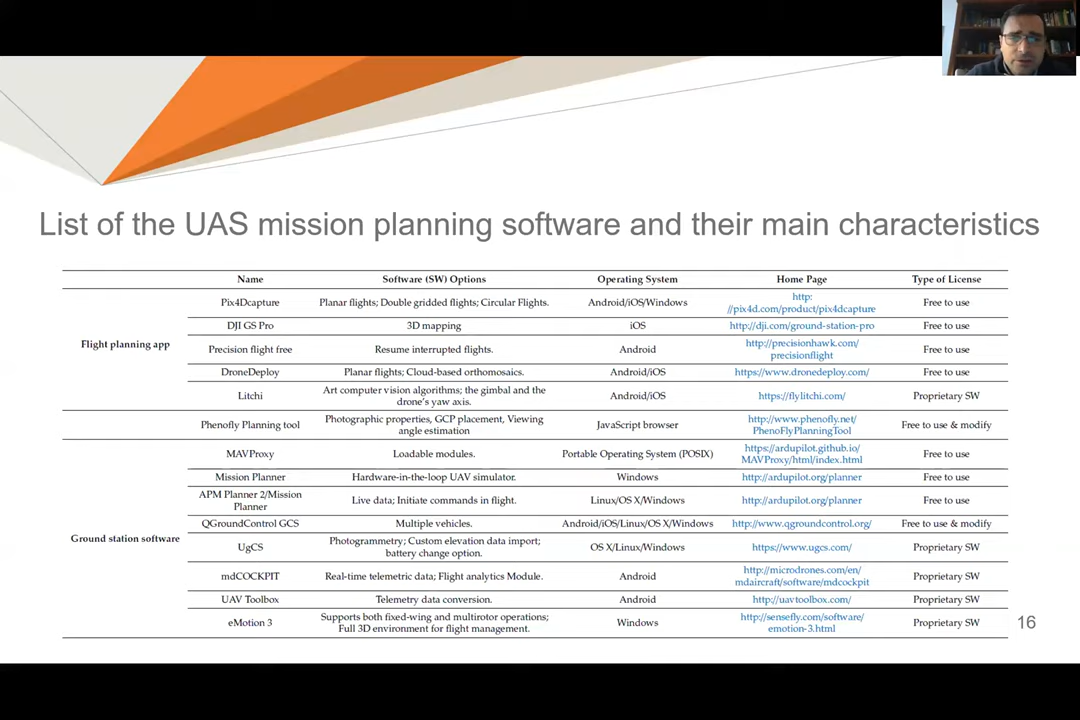 List of the UAS mission planning software and their main characteristics
Name Software (SW) Options Operating System Home Page Type of License
Flight planning app
Pix4Dcapture Planar flights; Double gridded flights; Circular Flights. Android/iOS/Windows http: //pix4d.com/product/pix4dcapture Free to use
DJI GS Pro 3D mapping iOS http://dji.com/ground-station-pro Free to use
Precision flight free Resume interrupted flights. Android http://precisionhawk.com/ precisionflight Free to use
DroneDeploy Planar flights; Cloud-based orthomosaics. Android/iOS https://www.dronedeploy.com/ Free to use
Litchi Art computer vision algorithms; the gimbal and the drone's yaw axis. Android/iOS https://flylitchi.com/ Proprietary SW
Phenofly Planning tool Photographic properties, GCP placement, Viewing angle estimation JavaScript browser http://www.phenofly.net/ PhenoFlyPlanningTool Free to use & modify
Ground station software
MAVProxy Loadable modules. Portable Operating System (POSIX) https://ardupilot.github.io/ MAVProxy/html/index.html Free to use
Mission Planner Hardware-in-the-loop UAV simulator. Windows http://ardupilot.org/planner Free to use
APM Planner 2/Mission Planner Live data; Initiate commands in flight. Linux/OS X/Windows http://ardupilot.org/planner Free to use
QGroundControl GCS Multiple vehicles. Android/iOS/Linux/OS X/Windows http://www.qgroundcontrol.org/ Free to use & modify
UgCS Photogrammetry; Custom elevation data import; battery change option. OS X/Linux/Windows https://www.ugcs.com/ Proprietary SW
mdCOCKPIT Real-time telemetric data; Flight analytics Module. Android http://microdrones.com/en/ mdaircraft/software/mdcockpit Proprietary SW
UAV Toolbox Telemetry data conversion. Android http://uavtoolbox.com/ Proprietary SW
eMotion 3 Supports both fixed-wing and multirotor operations; Full 3D environment for flight management. Windows http://sensefly.com/software/ emotion-3.html Proprietary SW
16